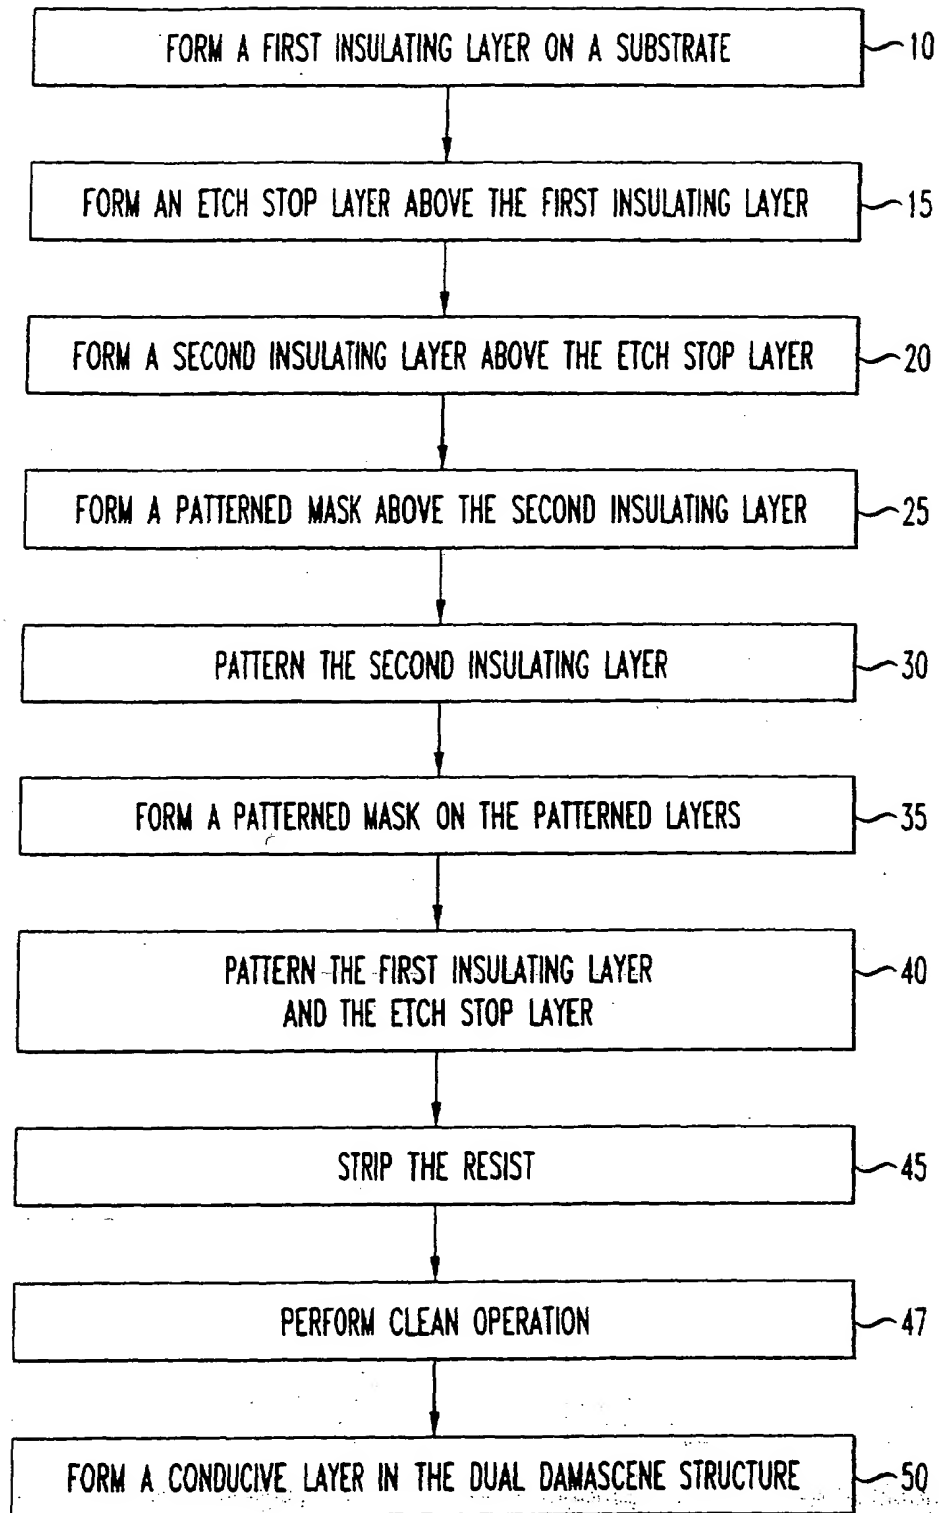 FORM A FIRST INSULATING LAYER ON A SUBSTRATE 10
FORM AN ETCH STOP LAYER ABOVE THE FIRST INSULATING LAYER 15
FORM A SECOND INSULATING LAYER ABOVE THE ETCH STOP LAYER 20
FORM A PATTERNED MASK ABOVE THE SECOND INSULATING LAYER 25
PATTERN THE SECOND INSULATING LAYER 30
FORM A PATTERNED MASK ON THE PATTERNED LAYERS 35
PATTERN THE FIRST INSULATING LAYER 40
AND THE ETCH STOP LAYER
STRIP THE RESIST 45
PERFORM CLEAN OPERATION 47
FORM A CONDUCIVE LAYER IN THE DUAL DAMASCENE STRUCTURE 50